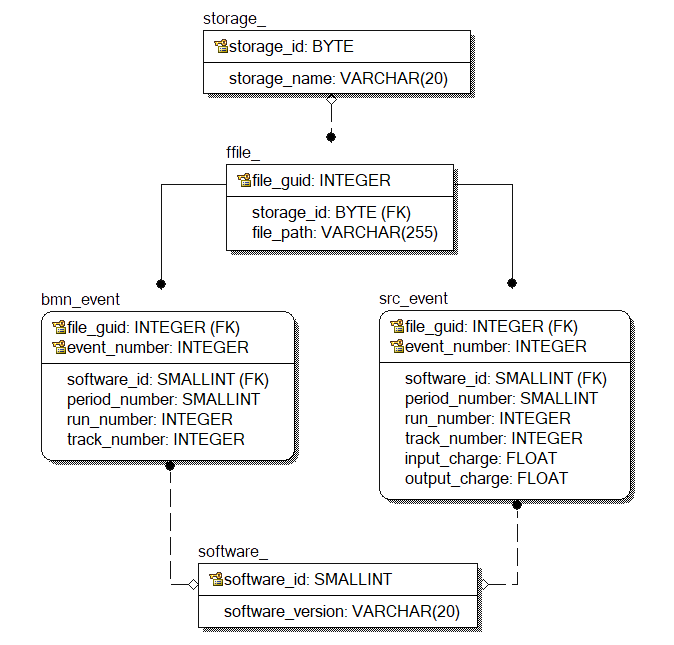 storage_
storage_id: BYTE
storage_name: VARCHAR(20)
ffile_
file_guid: INTEGER
storage_id: BYTE (FK)
file_path: VARCHAR(255)
bmn_event
file_guid: INTEGER (FK)
event_number: INTEGER
software_id: SMALLINT (FK)
period_number: SMALLINT
run_number: INTEGER
track_number: INTEGER
src_event
file_guid: INTEGER (FK)
event_number: INTEGER
software_id: SMALLINT (FK)
period_number: SMALLINT
run_number: INTEGER
track_number: INTEGER
input_charge: FLOAT
output_charge: FLOAT
software_
software_id: SMALLINT
software_version: VARCHAR(20)